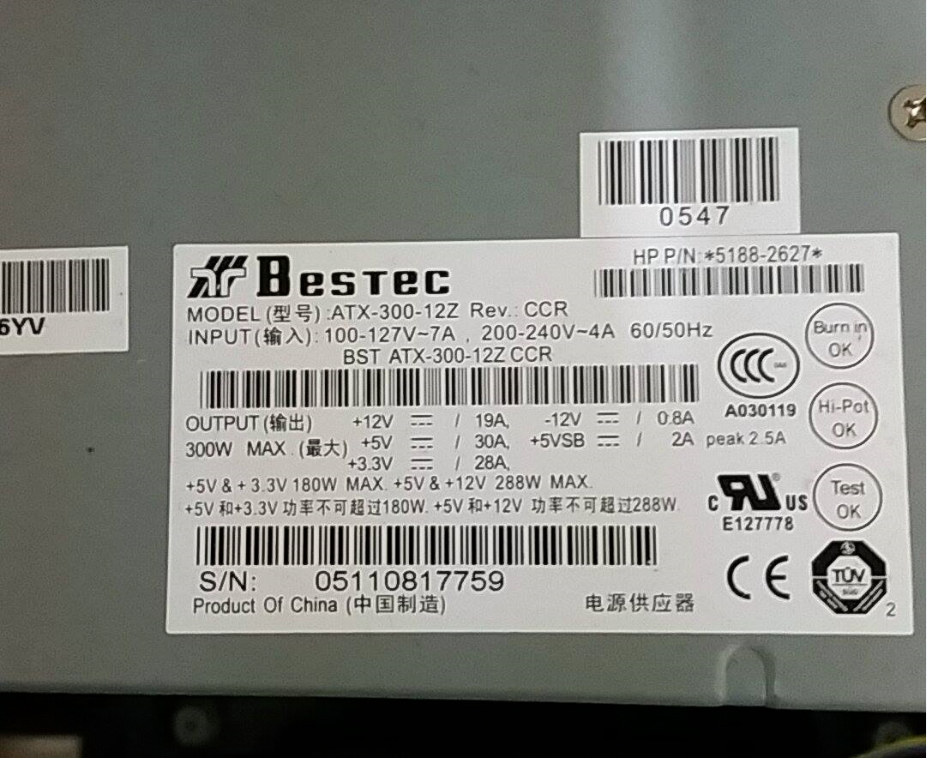 0547
6YV
BESTEC
HP P/N:*5188-2627*
MODEL (型号) :ATX-300-12Z Rev.: CCR
INPUT (输入) : 100-127V~7A , 200-240V~4A 60/50Hz
BST ATX-300-12Z CCR
Burn in
OK
CCC
A030119
Hi-Pot
OK
OUTPUT (输出) +12V ⎓ / 19A, -12V ⎓ / 0.8A
300W MAX. (最大) +5V ⎓ / 30A, +5VSB ⎓ / 2A peak 2.5A
+3.3V ⎓ / 28A,
+5V & + 3.3V 180W MAX. +5V & +12V 288W MAX.
+5V 和+3.3V 功率不可超过180W. +5V 和+12V 功率不可超过288W.
C RU ® US
E127778
Test
OK
S/N: 05110817759
Product Of China (中国制造) 电源供应器
CE
TÜV
2